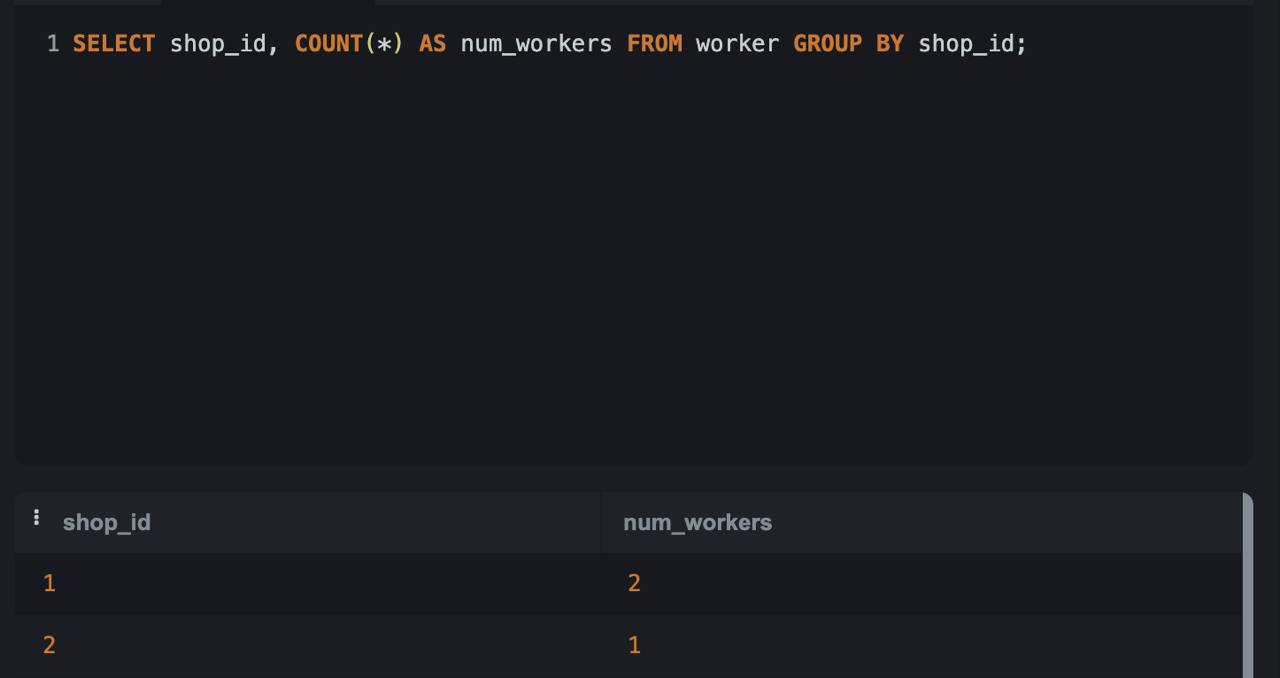 1 SELECT shop_id, COUNT(*) AS num_workers FROM worker GROUP BY shop_id;
shop_id num_workers
1 2
2 1